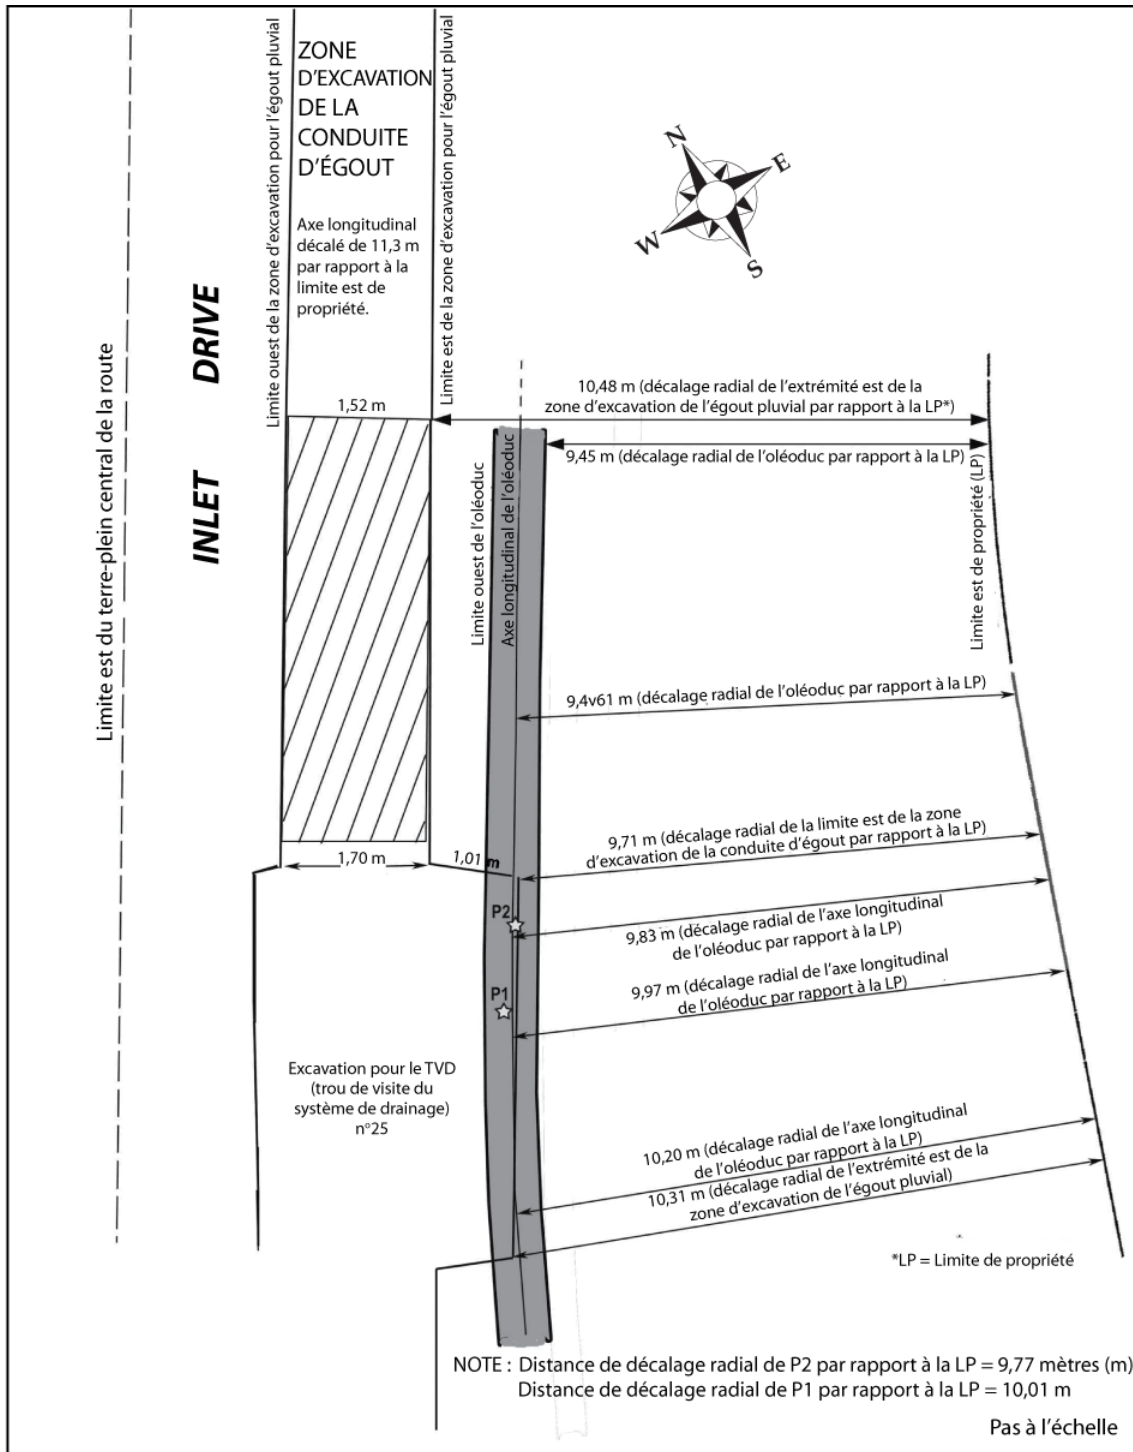 Limite ouest de la zone d'excavation pour l'égout pluvial
ZONE
D'EXCAVATION
DE LA
CONDUITE
D'ÉGOUT
Axe longitudinal
décalé de 11,3 m
par rapport à la
limite est de
propriété.
Limite est de la zone d'excavation pour l'égout pluvial
N
E
W
S
INLET DRIVE
Limite est du terre-plein central de la route
1,52 m
10,48 m (décalage radial de l'extrémité est de la
zone d'excavation de l'égout pluvial par rapport à la LP*)
9,45 m (décalage radial de l'oléoduc par rapport à la LP)
Limite ouest de l'oléoduc
Axe longitudinal de l'oléoduc
Limite est de propriété (LP)
9,4v61 m (décalage radial de l'oléoduc par rapport à la LP)
9,71 m (décalage radial de la limite est de la zone
d'excavation de la conduite d'égout par rapport à la LP)
1,70 m
1,01 m
P2
9,83 m (décalage radial de l'axe longitudinal
de l'oléoduc par rapport à la LP)
9,97 m (décalage radial de l'axe longitudinal
de l'oléoduc par rapport à la LP)
P1
Excavation pour le TVD
(trou de visite du
système de drainage)
n°25
10,20 m (décalage radial de l'axe longitudinal
de l'oléoduc par rapport à la LP)
10,31 m (décalage radial de l'extrémité est de la
zone d'excavation de l'égout pluvial)
*LP = Limite de propriété
NOTE : Distance de décalage radial de P2 par rapport à la LP = 9,77 mètres (m)
Distance de décalage radial de P1 par rapport à la LP = 10,01 m
Pas à l'échelle